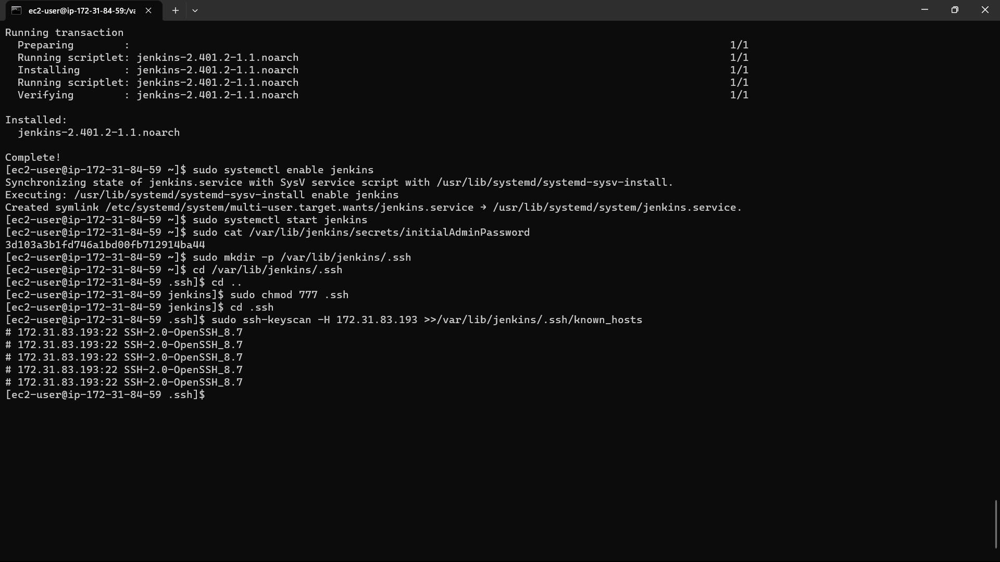 ec2-user@ip-172-31-84-59:/va
Running transaction
  Preparing        :                                                                                                1/1
  Running scriptlet: jenkins-2.401.2-1.1.noarch                                                                     1/1
  Installing       : jenkins-2.401.2-1.1.noarch                                                                     1/1
  Running scriptlet: jenkins-2.401.2-1.1.noarch                                                                     1/1
  Verifying        : jenkins-2.401.2-1.1.noarch                                                                     1/1
Installed:
  jenkins-2.401.2-1.1.noarch
Complete!
[ec2-user@ip-172-31-84-59 ~]$ sudo systemctl enable jenkins
Synchronizing state of jenkins.service with SysV service script with /usr/lib/systemd/systemd-sysv-install.
Executing: /usr/lib/systemd/systemd-sysv-install enable jenkins
Created symlink /etc/systemd/system/multi-user.target.wants/jenkins.service → /usr/lib/systemd/system/jenkins.service.
[ec2-user@ip-172-31-84-59 ~]$ sudo systemctl start jenkins
[ec2-user@ip-172-31-84-59 ~]$ sudo cat /var/lib/jenkins/secrets/initialAdminPassword
3d103a3b1fd746a1bd00fb712914ba44
[ec2-user@ip-172-31-84-59 ~]$ sudo mkdir -p /var/lib/jenkins/.ssh
[ec2-user@ip-172-31-84-59 ~]$ cd /var/lib/jenkins/.ssh
[ec2-user@ip-172-31-84-59 .ssh]$ cd ..
[ec2-user@ip-172-31-84-59 jenkins]$ sudo chmod 777 .ssh
[ec2-user@ip-172-31-84-59 jenkins]$ cd .ssh
[ec2-user@ip-172-31-84-59 .ssh]$ sudo ssh-keyscan -H 172.31.83.193 >>/var/lib/jenkins/.ssh/known_hosts
# 172.31.83.193:22 SSH-2.0-OpenSSH_8.7
# 172.31.83.193:22 SSH-2.0-OpenSSH_8.7
# 172.31.83.193:22 SSH-2.0-OpenSSH_8.7
# 172.31.83.193:22 SSH-2.0-OpenSSH_8.7
# 172.31.83.193:22 SSH-2.0-OpenSSH_8.7
[ec2-user@ip-172-31-84-59 .ssh]$